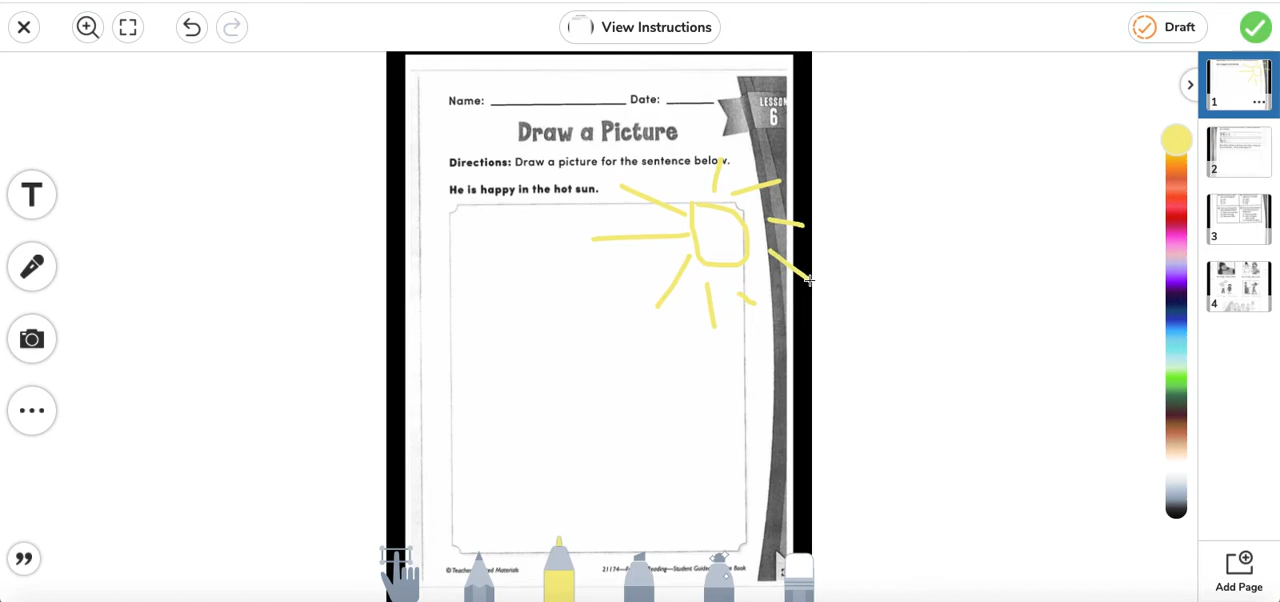 View Instructions
Draft
Name: Date:
LESSON
6
Draw a Picture
Directions: Draw a picture for the sentence below.
He is happy in the hot sun.
T
1
2
3
4
Add Page